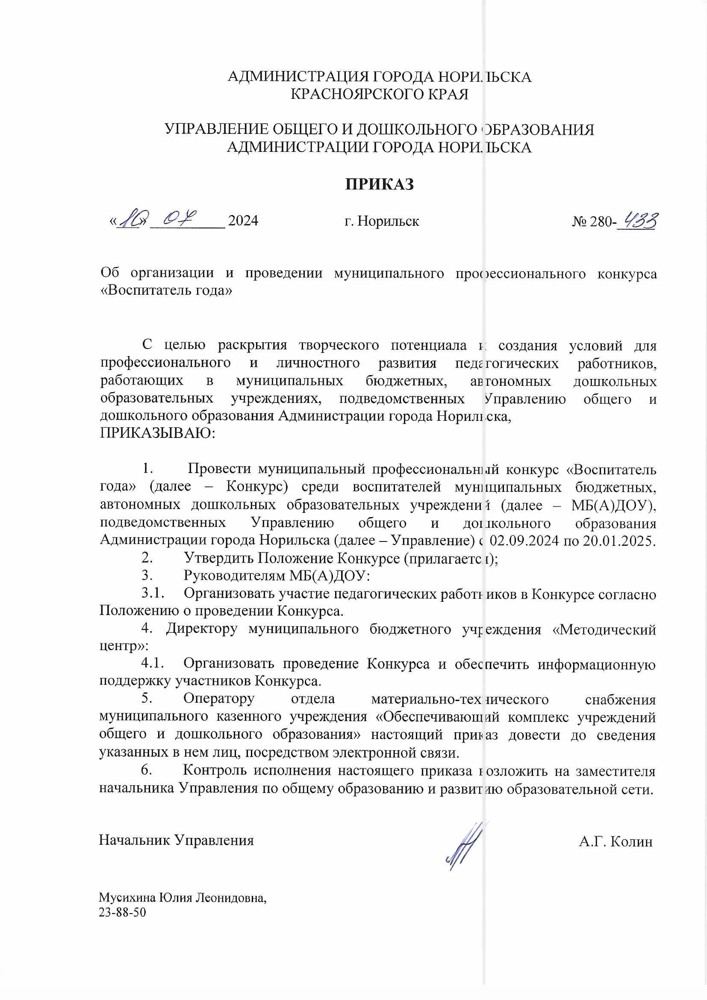 АДМИНИСТРАЦИЯ ГОРОДА НОРИЛЬСКА
КРАСНОЯРСКОГО КРАЯ
УПРАВЛЕНИЕ ОБЩЕГО И ДОШКОЛЬНОГО ОБРАЗОВАНИЯ
АДМИНИСТРАЦИИ ГОРОДА НОРИЛЬСКА
ПРИКАЗ
«10» 07 2024 г. Норильск № 280-433
Об организации и проведении муниципального профессионального конкурса
«Воспитатель года»
С целью раскрытия творческого потенциала и создания условий для
профессионального и личностного развития педагогических работников,
работающих в муниципальных бюджетных, автономных дошкольных
образовательных учреждениях, подведомственных Управлению общего и
дошкольного образования Администрации города Норильска,
ПРИКАЗЫВАЮ:
1. Провести муниципальный профессиональный конкурс «Воспитатель
года» (далее – Конкурс) среди воспитателей муниципальных бюджетных,
автономных дошкольных образовательных учреждений (далее – МБ(А)ДОУ),
подведомственных Управлению общего и дошкольного образования
Администрации города Норильска (далее – Управление) с 02.09.2024 по 20.01.2025.
2. Утвердить Положение Конкурсе (прилагается);
3. Руководителям МБ(А)ДОУ:
3.1. Организовать участие педагогических работников в Конкурсе согласно
Положению о проведении Конкурса.
4. Директору муниципального бюджетного учреждения «Методический
центр»:
4.1. Организовать проведение Конкурса и обеспечить информационную
поддержку участников Конкурса.
5. Оператору отдела материально-технического снабжения
муниципального казенного учреждения «Обеспечивающий комплекс учреждений
общего и дошкольного образования» настоящий приказ довести до сведения
указанных в нем лиц, посредством электронной связи.
6. Контроль исполнения настоящего приказа возложить на заместителя
начальника Управления по общему образованию и развитию образовательной сети.
Начальник Управления А.Г. Колин
Мусихина Юлия Леонидовна,
23-88-50